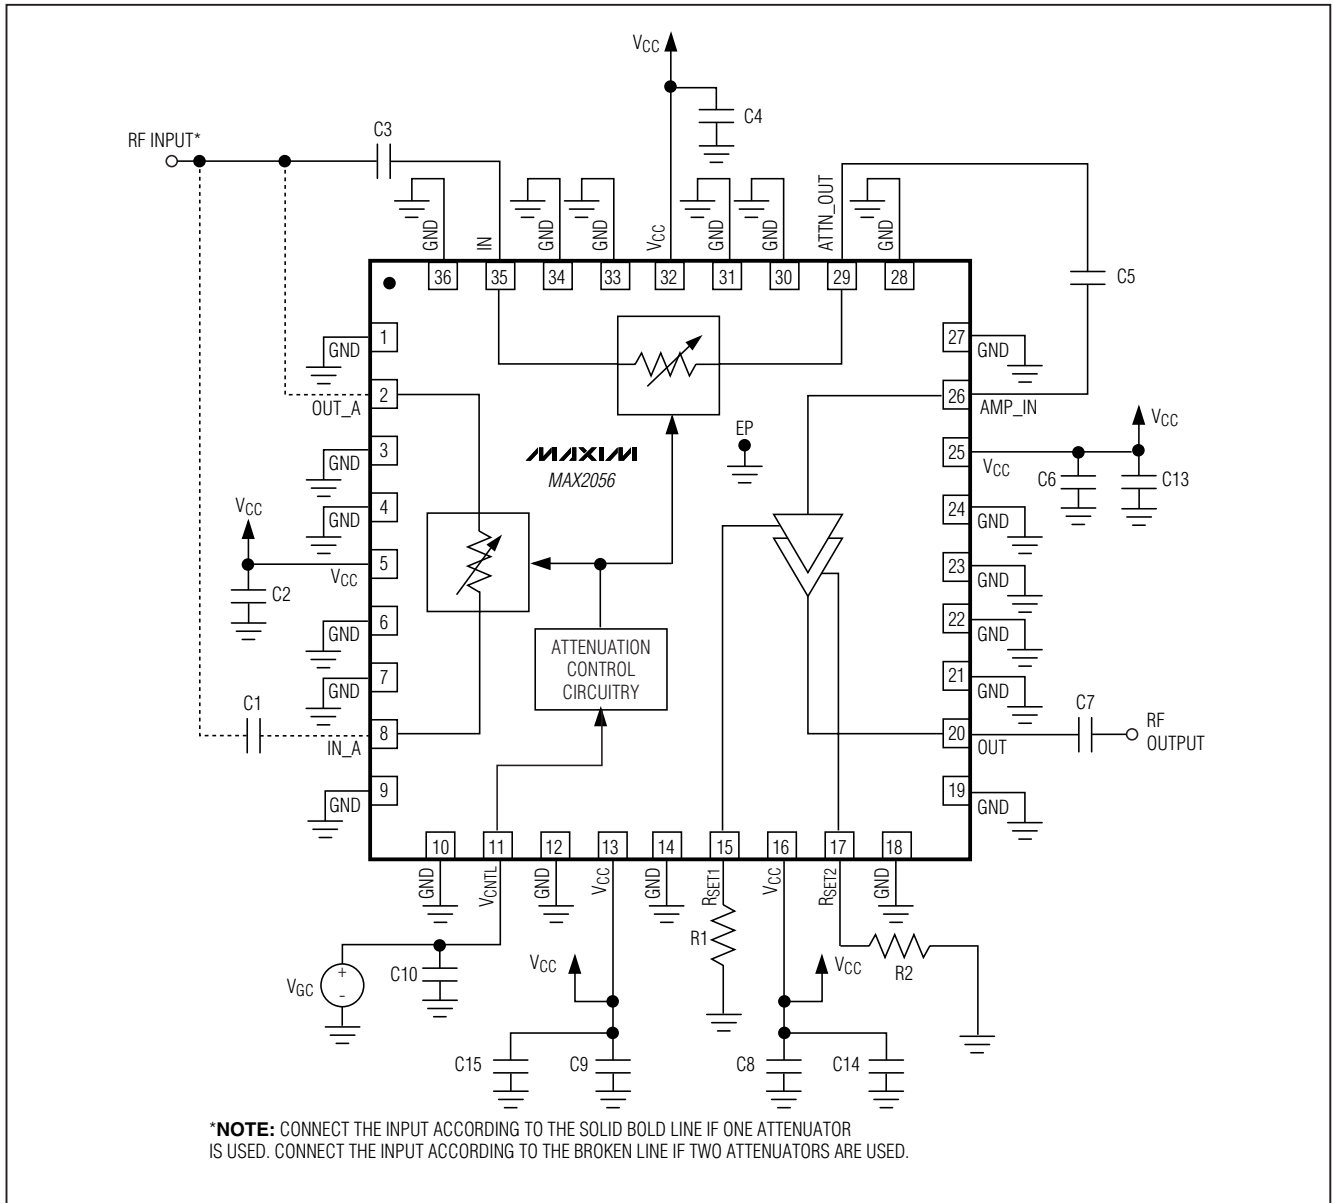 VCC
C4
RF INPUT*
C3
GND
IN
GND
GND
VCC
GND
GND
ATTN_OUT
GND
36
35
34
33
32
31
30
29
28
C5
1
GND
27
GND
2
OUT_A
26
AMP_IN
EP
MAXIM
MAX2056
3
GND
25
VCC
VCC
C6
C13
4
GND
24
GND
VCC
5
VCC
C2
23
GND
6
GND
22
GND
ATTENUATION
CONTROL
CIRCUITRY
7
GND
21
GND
C1
8
IN_A
20
OUT
C7
RF
OUTPUT
9
GND
19
GND
10
11
12
13
14
15
16
17
18
GND
VCNTL
GND
VCC
GND
RSET1
VCC
RSET2
GND
R1
R2
VGC
+
-
C10
VCC
VCC
C15
C9
C8
C14
*NOTE: CONNECT THE INPUT ACCORDING TO THE SOLID BOLD LINE IF ONE ATTENUATOR
IS USED. CONNECT THE INPUT ACCORDING TO THE BROKEN LINE IF TWO ATTENUATORS ARE USED.